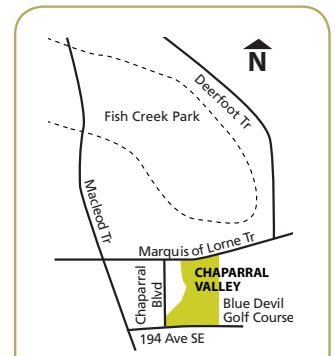 N
Deerfoot Tr
Fish Creek Park
Macleod Tr
Marquis of Lorne Tr
Chaparral
Blvd
CHAPARRAL
VALLEY
Blue Devil
Golf Course
194 Ave SE